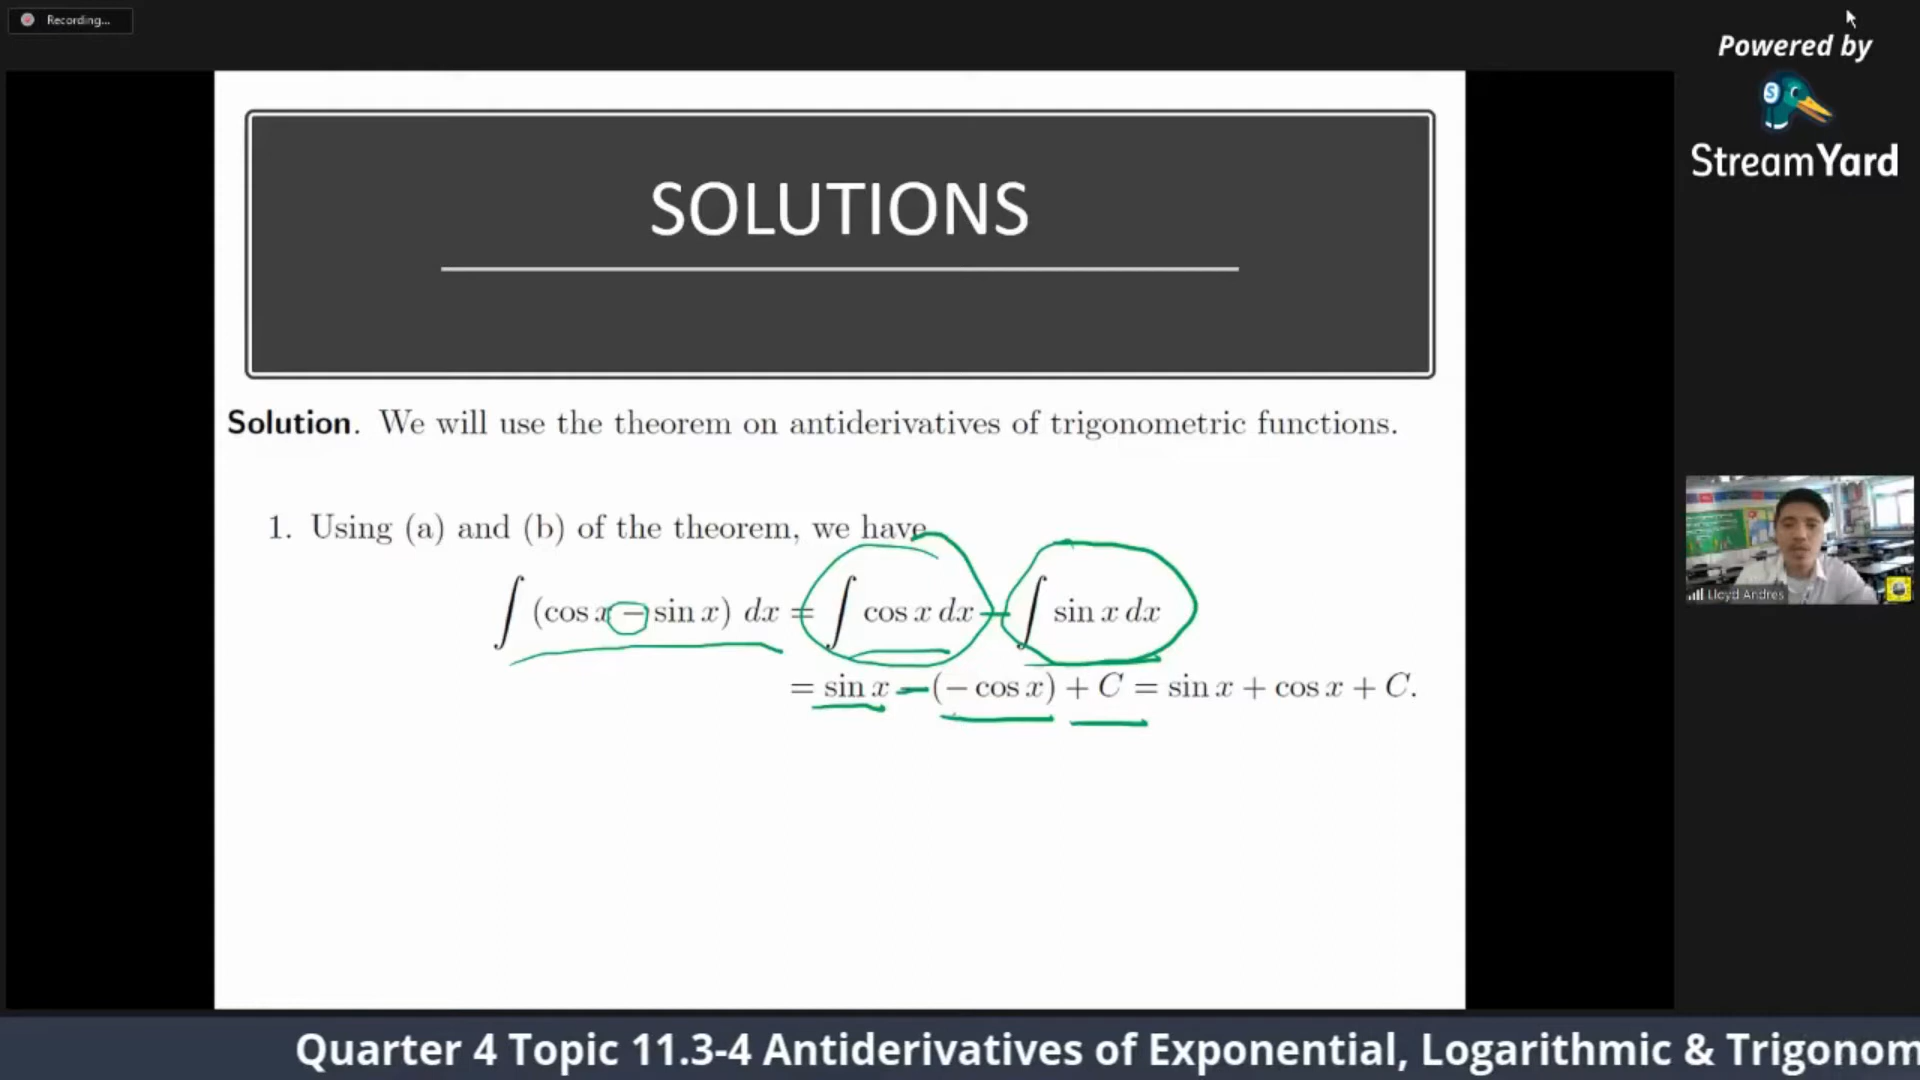 Recording...
Powered by
StreamYard
SOLUTIONS
Solution. We will use the theorem on antiderivatives of trigonometric functions.
1. Using (a) and (b) of the theorem, we have
∫ (cos x − sin x) dx = ∫ cos x dx − ∫ sin x dx
= sin x − (− cos x) + C = sin x + cos x + C.
Lloyd Andres
Quarter 4 Topic 11.3-4 Antiderivatives of Exponential, Logarithmic & Trigonom